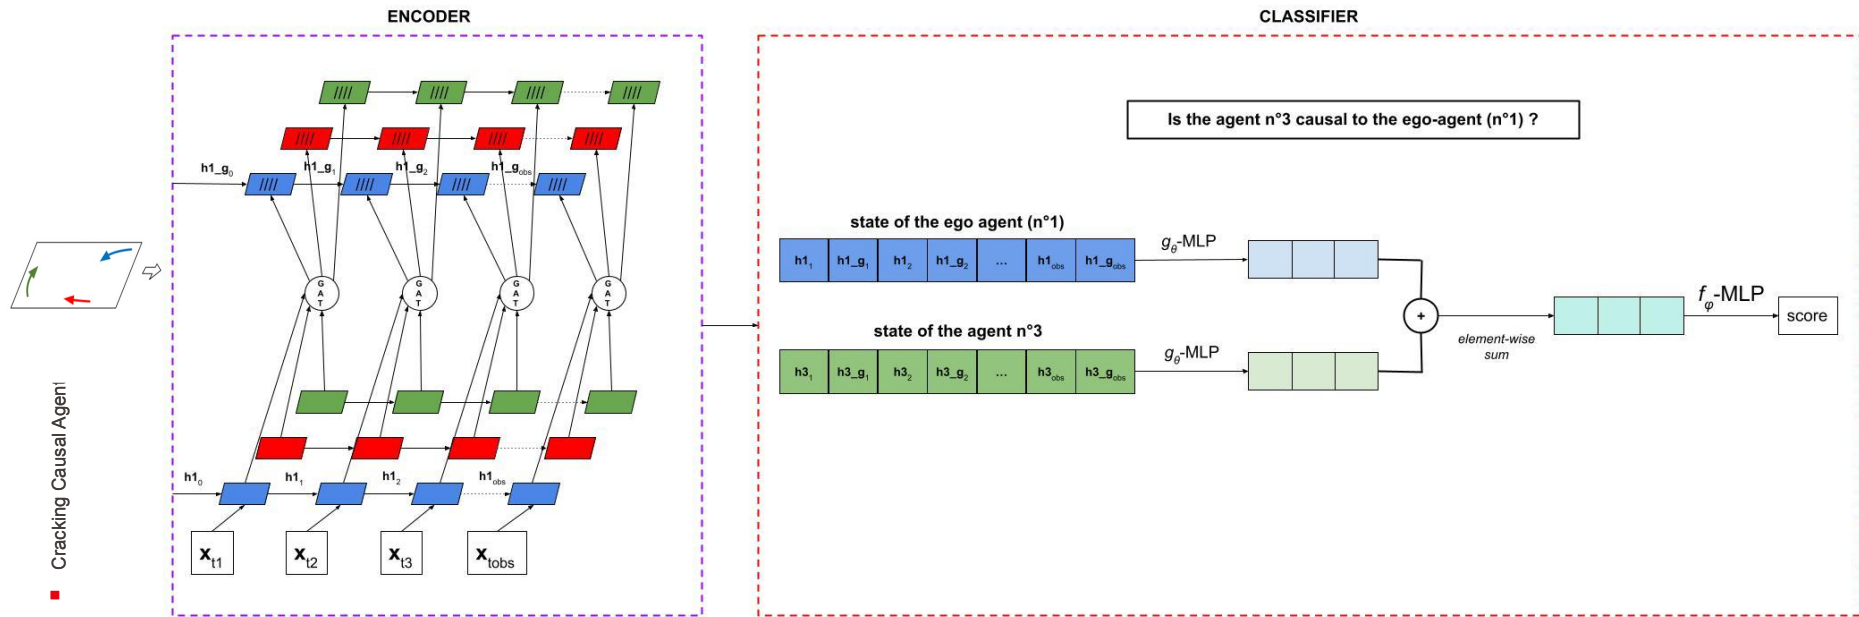 ENCODER
CLASSIFIER
Is the agent n°3 causal to the ego-agent (n°1) ?
h1_g₀
h1_g₁
h1_g₂
h1_gobs
state of the ego agent (n°1)
h1₁ h1_g₁ h1₂ h1_g₂ ... h1obs h1_gobs
gθ-MLP
GAT
GAT
GAT
GAT
+
element-wise
sum
fφ-MLP
score
state of the agent n°3
h3₁ h3_g₁ h3₂ h3_g₂ ... h3obs h3_gobs
gθ-MLP
h1₀
h1₁
h1₂
h1obs
xt1
xt2
xt3
xtobs
Cracking Causal Agent